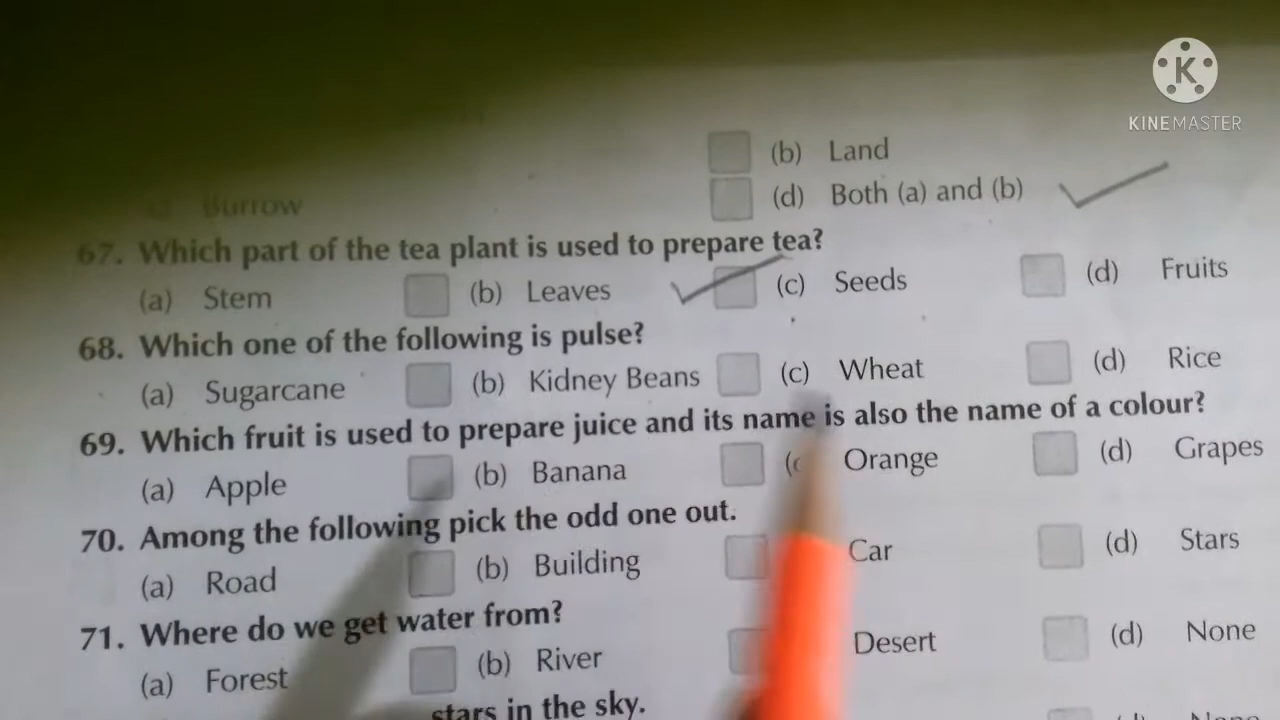 KINEMASTER
(b) Land
Burrow (d) Both (a) and (b)
67. Which part of the tea plant is used to prepare tea?
(a) Stem (b) Leaves (c) Seeds (d) Fruits
68. Which one of the following is pulse?
(a) Sugarcane (b) Kidney Beans (c) Wheat (d) Rice
69. Which fruit is used to prepare juice and its name is also the name of a colour?
(a) Apple (b) Banana (c Orange (d) Grapes
70. Among the following pick the odd one out.
(a) Road (b) Building Car (d) Stars
71. Where do we get water from?
(a) Forest (b) River Desert (d) None
stars in the sky.